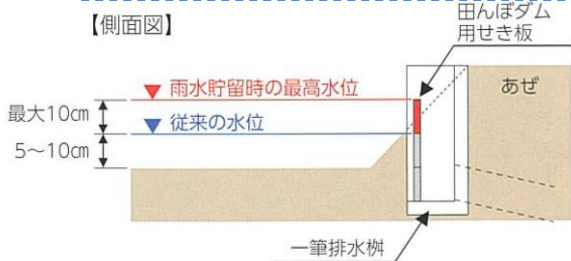 【側面図】
田んぼダム
用せき板
雨水貯留時の最高水位
あぜ
最大10㎝
従来の水位
5～10㎝
一筆排水桝